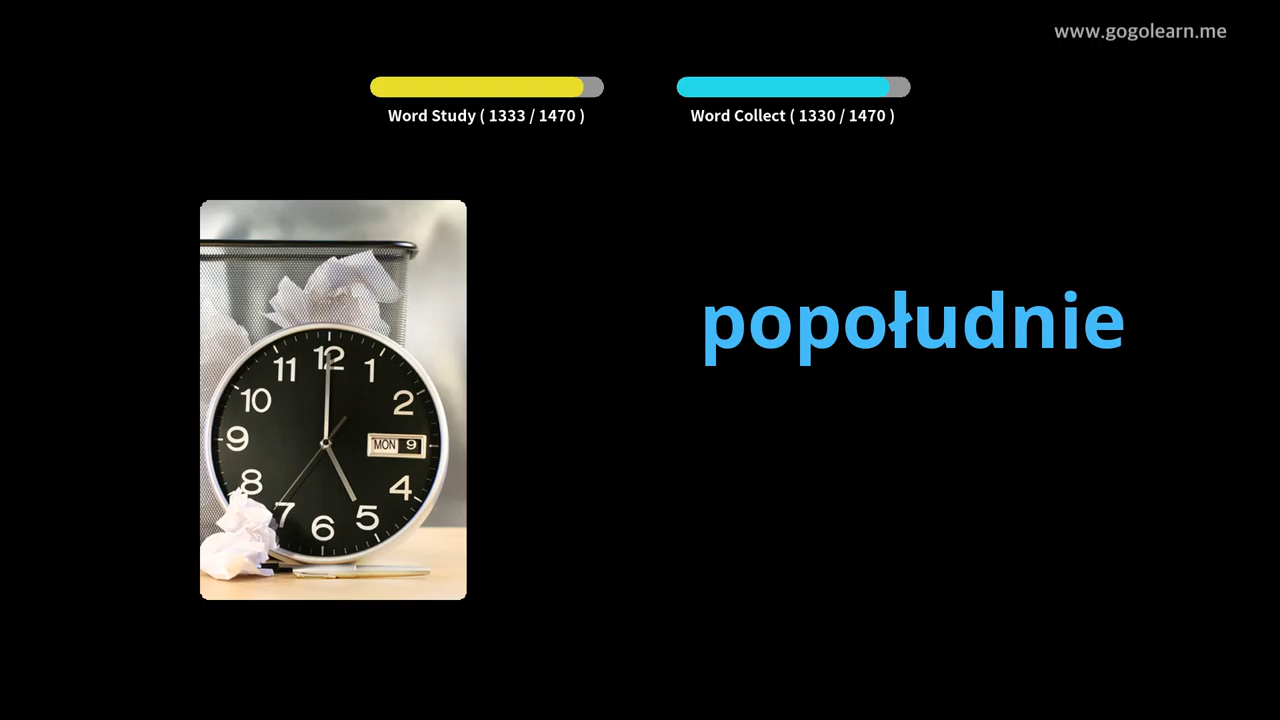 www.gogolearn.me
Word Study ( 1333 / 1470 )
Word Collect ( 1330 / 1470 )
popołudnie
12
11
1
10
2
9
MON 9
8
4
7
5
6